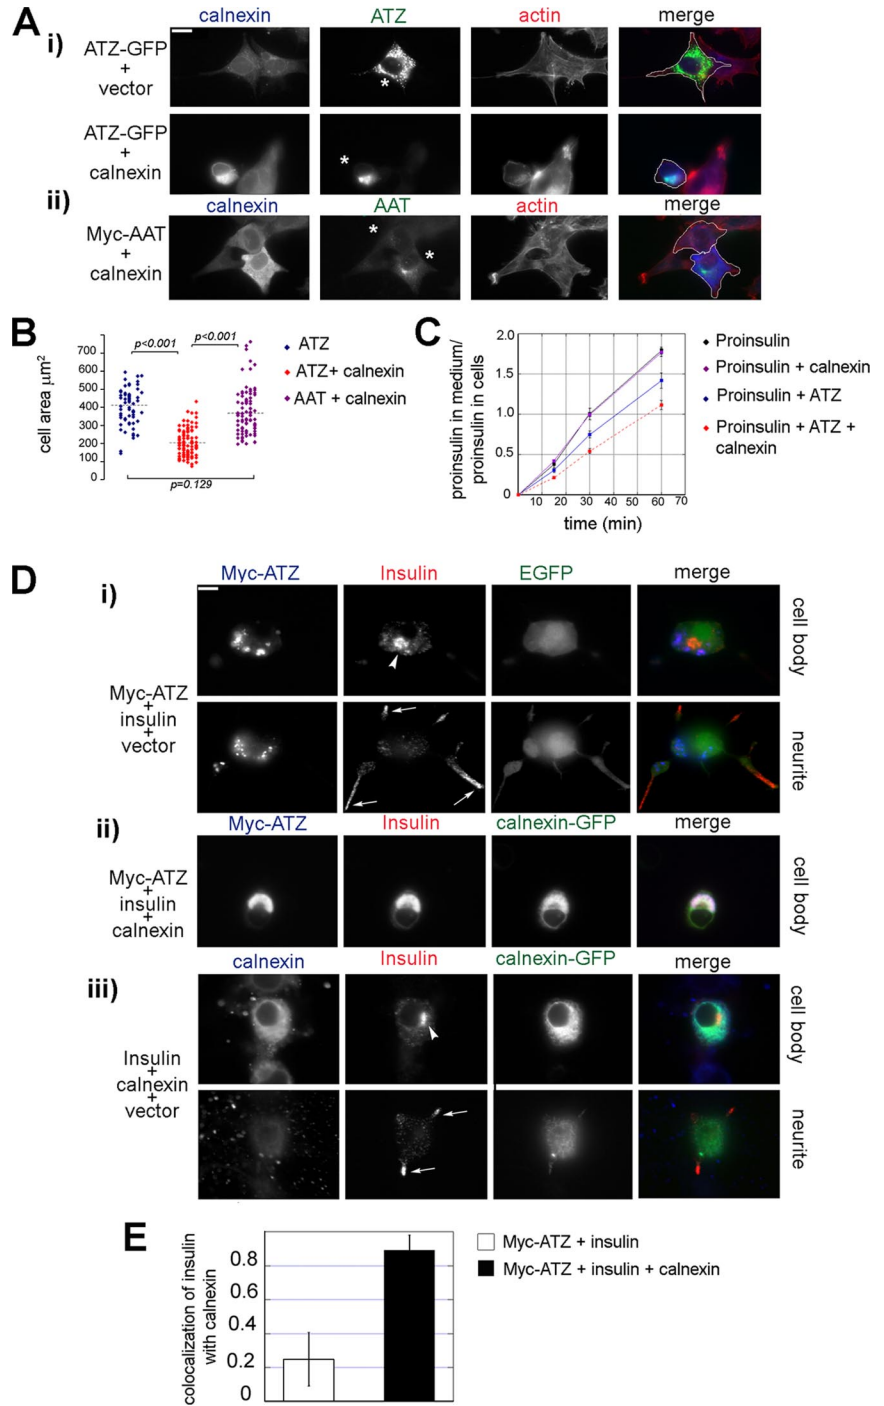 A
calnexin ATZ actin merge
i)
ATZ-GFP
+
vector
*
ATZ-GFP
+
calnexin
*
ii)
calnexin AAT actin merge
Myc-AAT
+
calnexin
* *
B
cell area µm²
700
600
500
400
300
200
100
0
p<0.001 p<0.001
p=0.129
ATZ
ATZ+ calnexin
AAT + calnexin
C
proinsulin in medium/
proinsulin in cells
2.0
1.5
1.0
0.5
0
10 20 30 40 50 60 70
time (min)
Proinsulin
Proinsulin + calnexin
Proinsulin + ATZ
Proinsulin + ATZ +
calnexin
D
Myc-ATZ Insulin EGFP merge
i)
Myc-ATZ
+
insulin
+
vector
cell body
neurite
ii)
Myc-ATZ Insulin calnexin-GFP merge
Myc-ATZ
+
insulin
+
calnexin
cell body
iii)
calnexin Insulin calnexin-GFP merge
Insulin
+
calnexin
+
vector
cell body
neurite
E
colocalization of insulin
with calnexin
0.8
0.6
0.4
0.2
0
Myc-ATZ + insulin
Myc-ATZ + insulin + calnexin